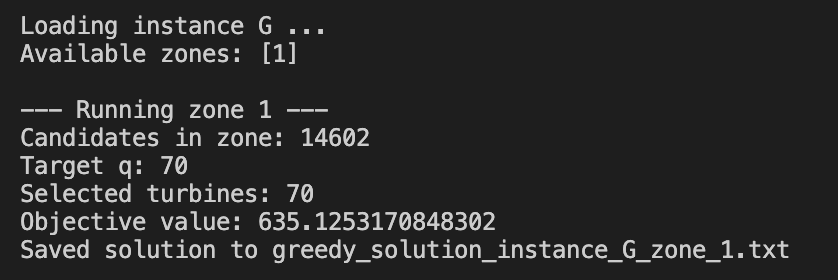 Loading instance G ...
Available zones: [1]

--- Running zone 1 ---
Candidates in zone: 14602
Target q: 70
Selected turbines: 70
Objective value: 635.1253170848302
Saved solution to greedy_solution_instance_G_zone_1.txt